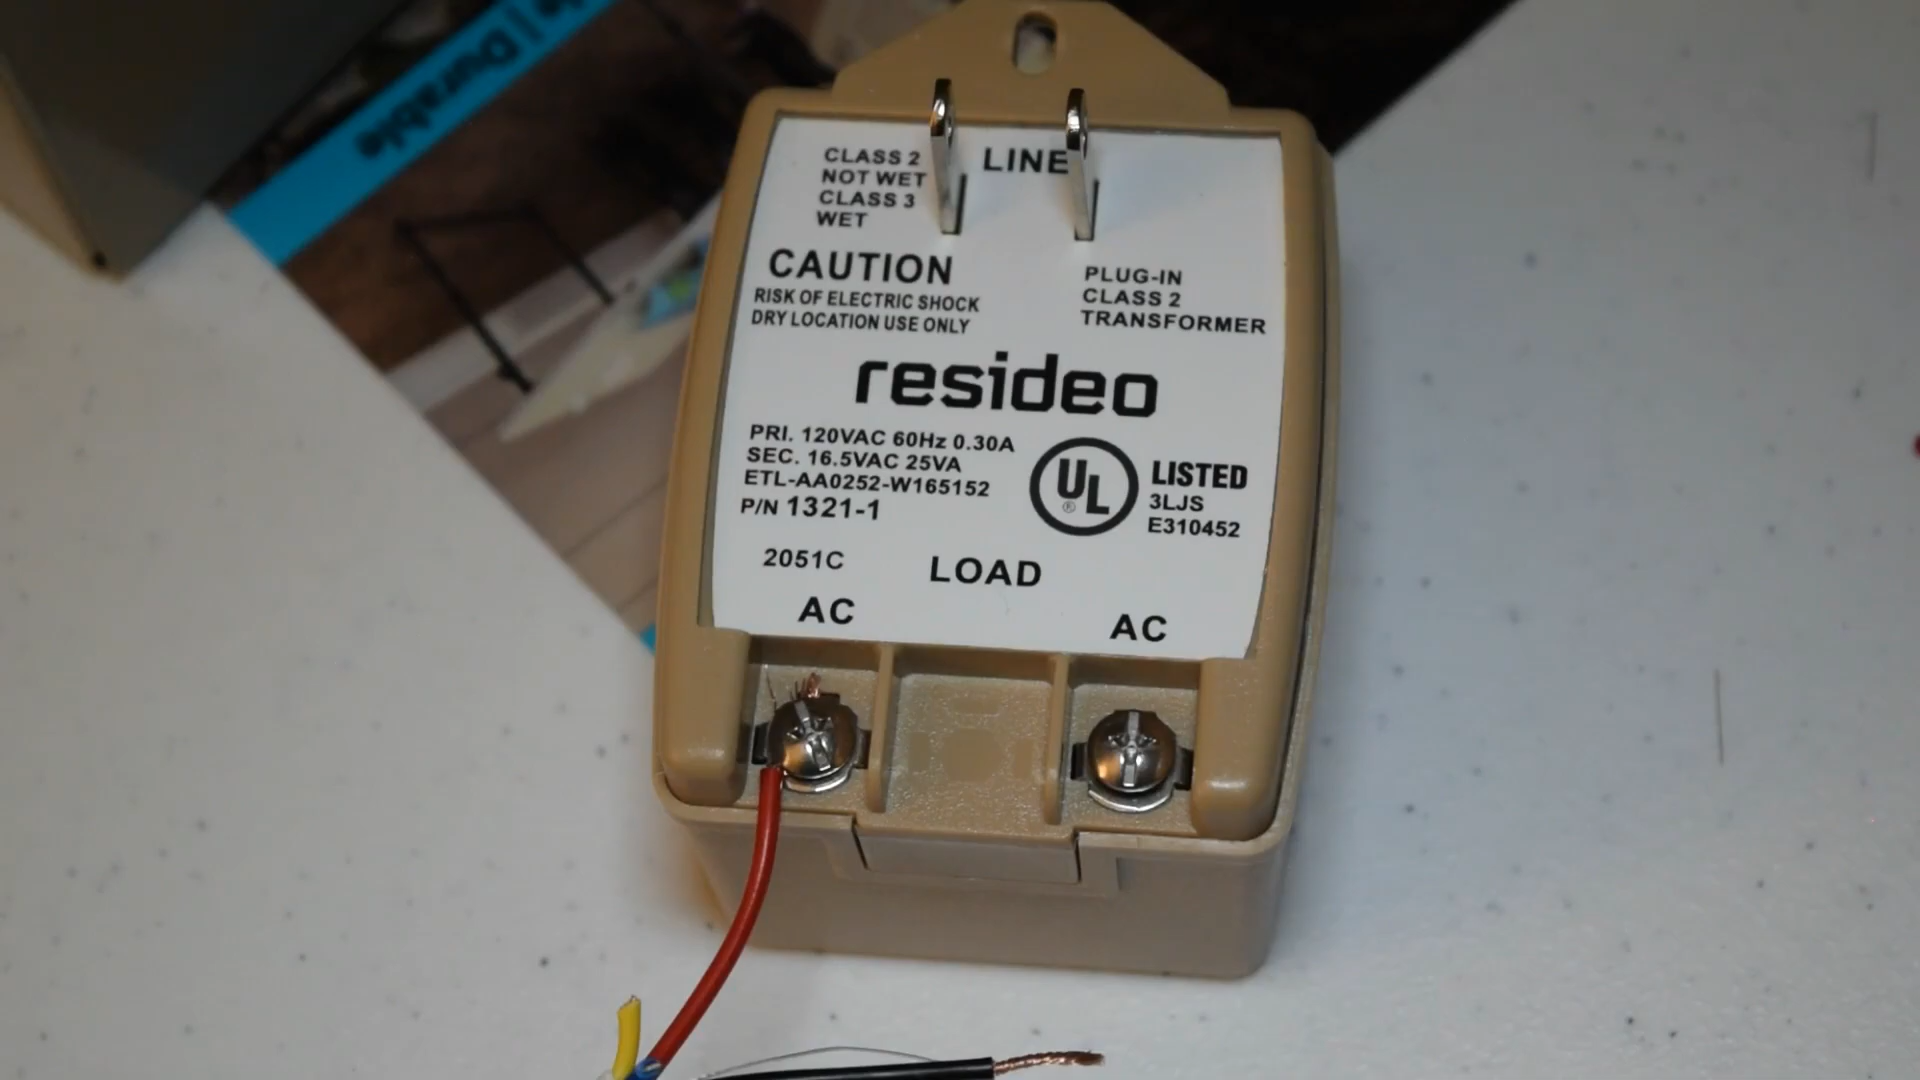 Durable
CLASS 2
NOT WET
CLASS 3
WET
LINE
CAUTION
RISK OF ELECTRIC SHOCK
DRY LOCATION USE ONLY
PLUG-IN
CLASS 2
TRANSFORMER
resideo
PRI. 120VAC 60Hz 0.30A
SEC. 16.5VAC 25VA
ETL-AA0252-W165152
P/N 1321-1
UL
®
LISTED
3LJS
E310452
2051C
LOAD
AC
AC